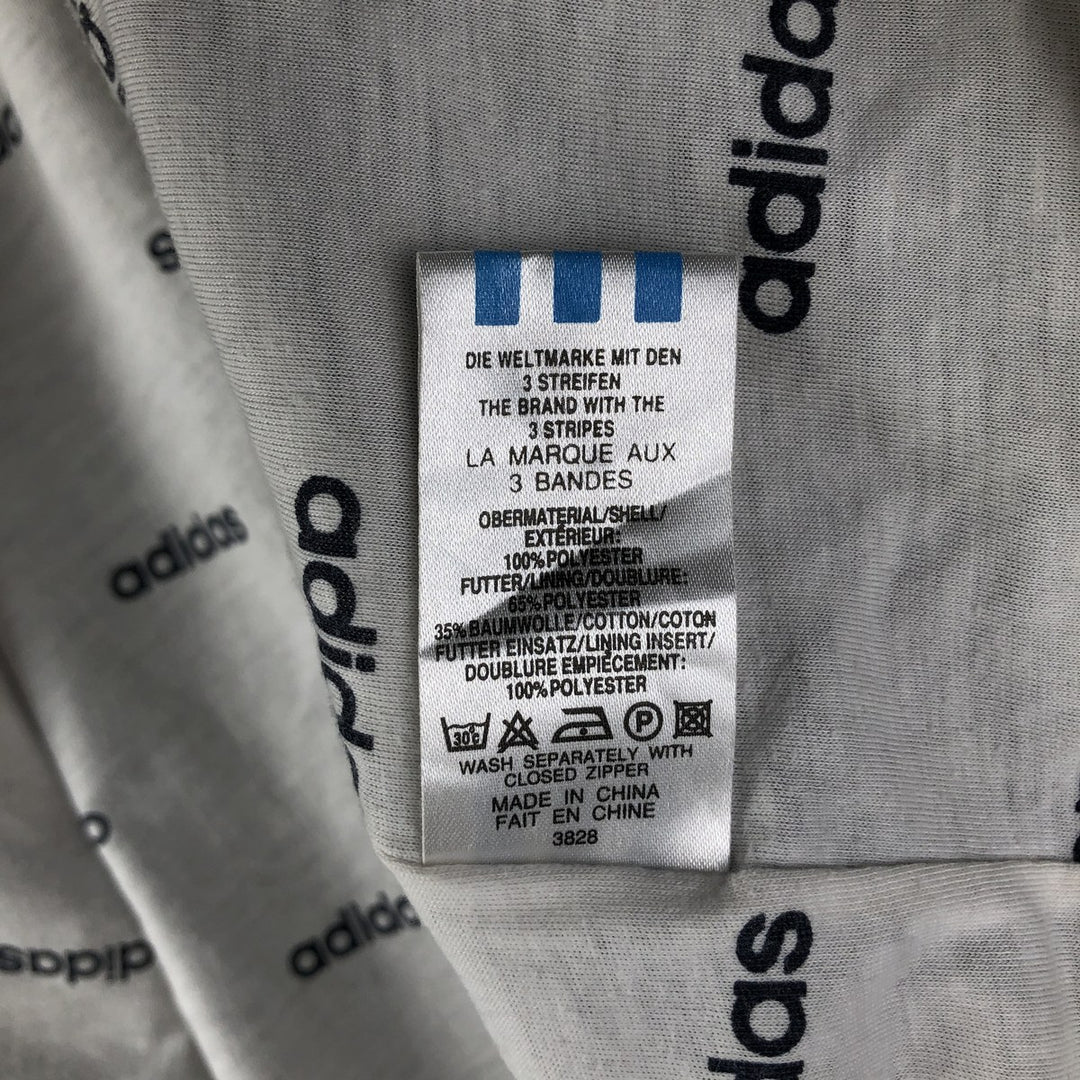 adidas
adidas
adidas
adidas
adidas
das
DIE WELTMARKE MIT DEN
3 STREIFEN
THE BRAND WITH THE
3 STRIPES
LA MARQUE AUX
3 BANDES
OBERMATERIAL/SHELL/
EXTÉRIEUR:
100% POLYESTER
FUTTER/LINING/DOUBLURE:
65% POLYESTER
35% BAUMWOLLE/COTTON/COTON
FUTTER EINSATZ/LINING INSERT/
DOUBLURE EMPIÈCEMENT:
100% POLYESTER
30°C
P
WASH SEPARATELY WITH
CLOSED ZIPPER
MADE IN CHINA
FAIT EN CHINE
3828